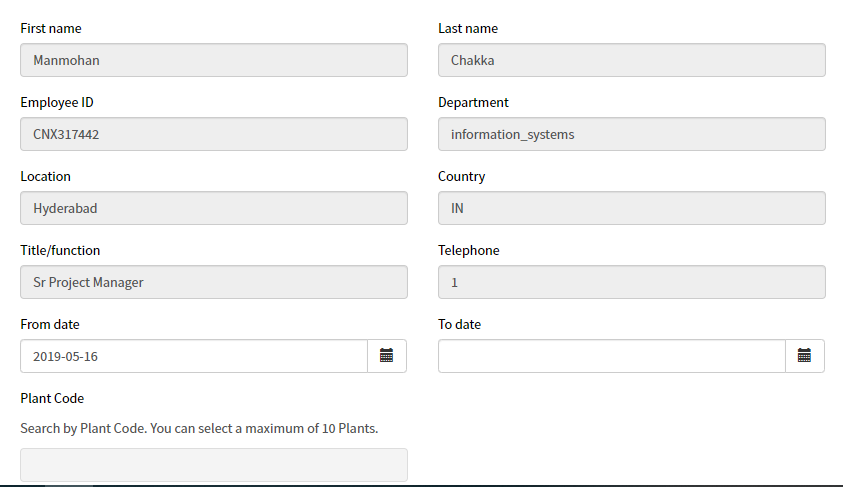 First name
Last name
Manmohan
Chakka
Employee ID
Department
CNX317442
information_systems
Location
Country
Hyderabad
IN
Title/function
Telephone
Sr Project Manager
1
From date
To date
2019-05-16
Plant Code
Search by Plant Code. You can select a maximum of 10 Plants.